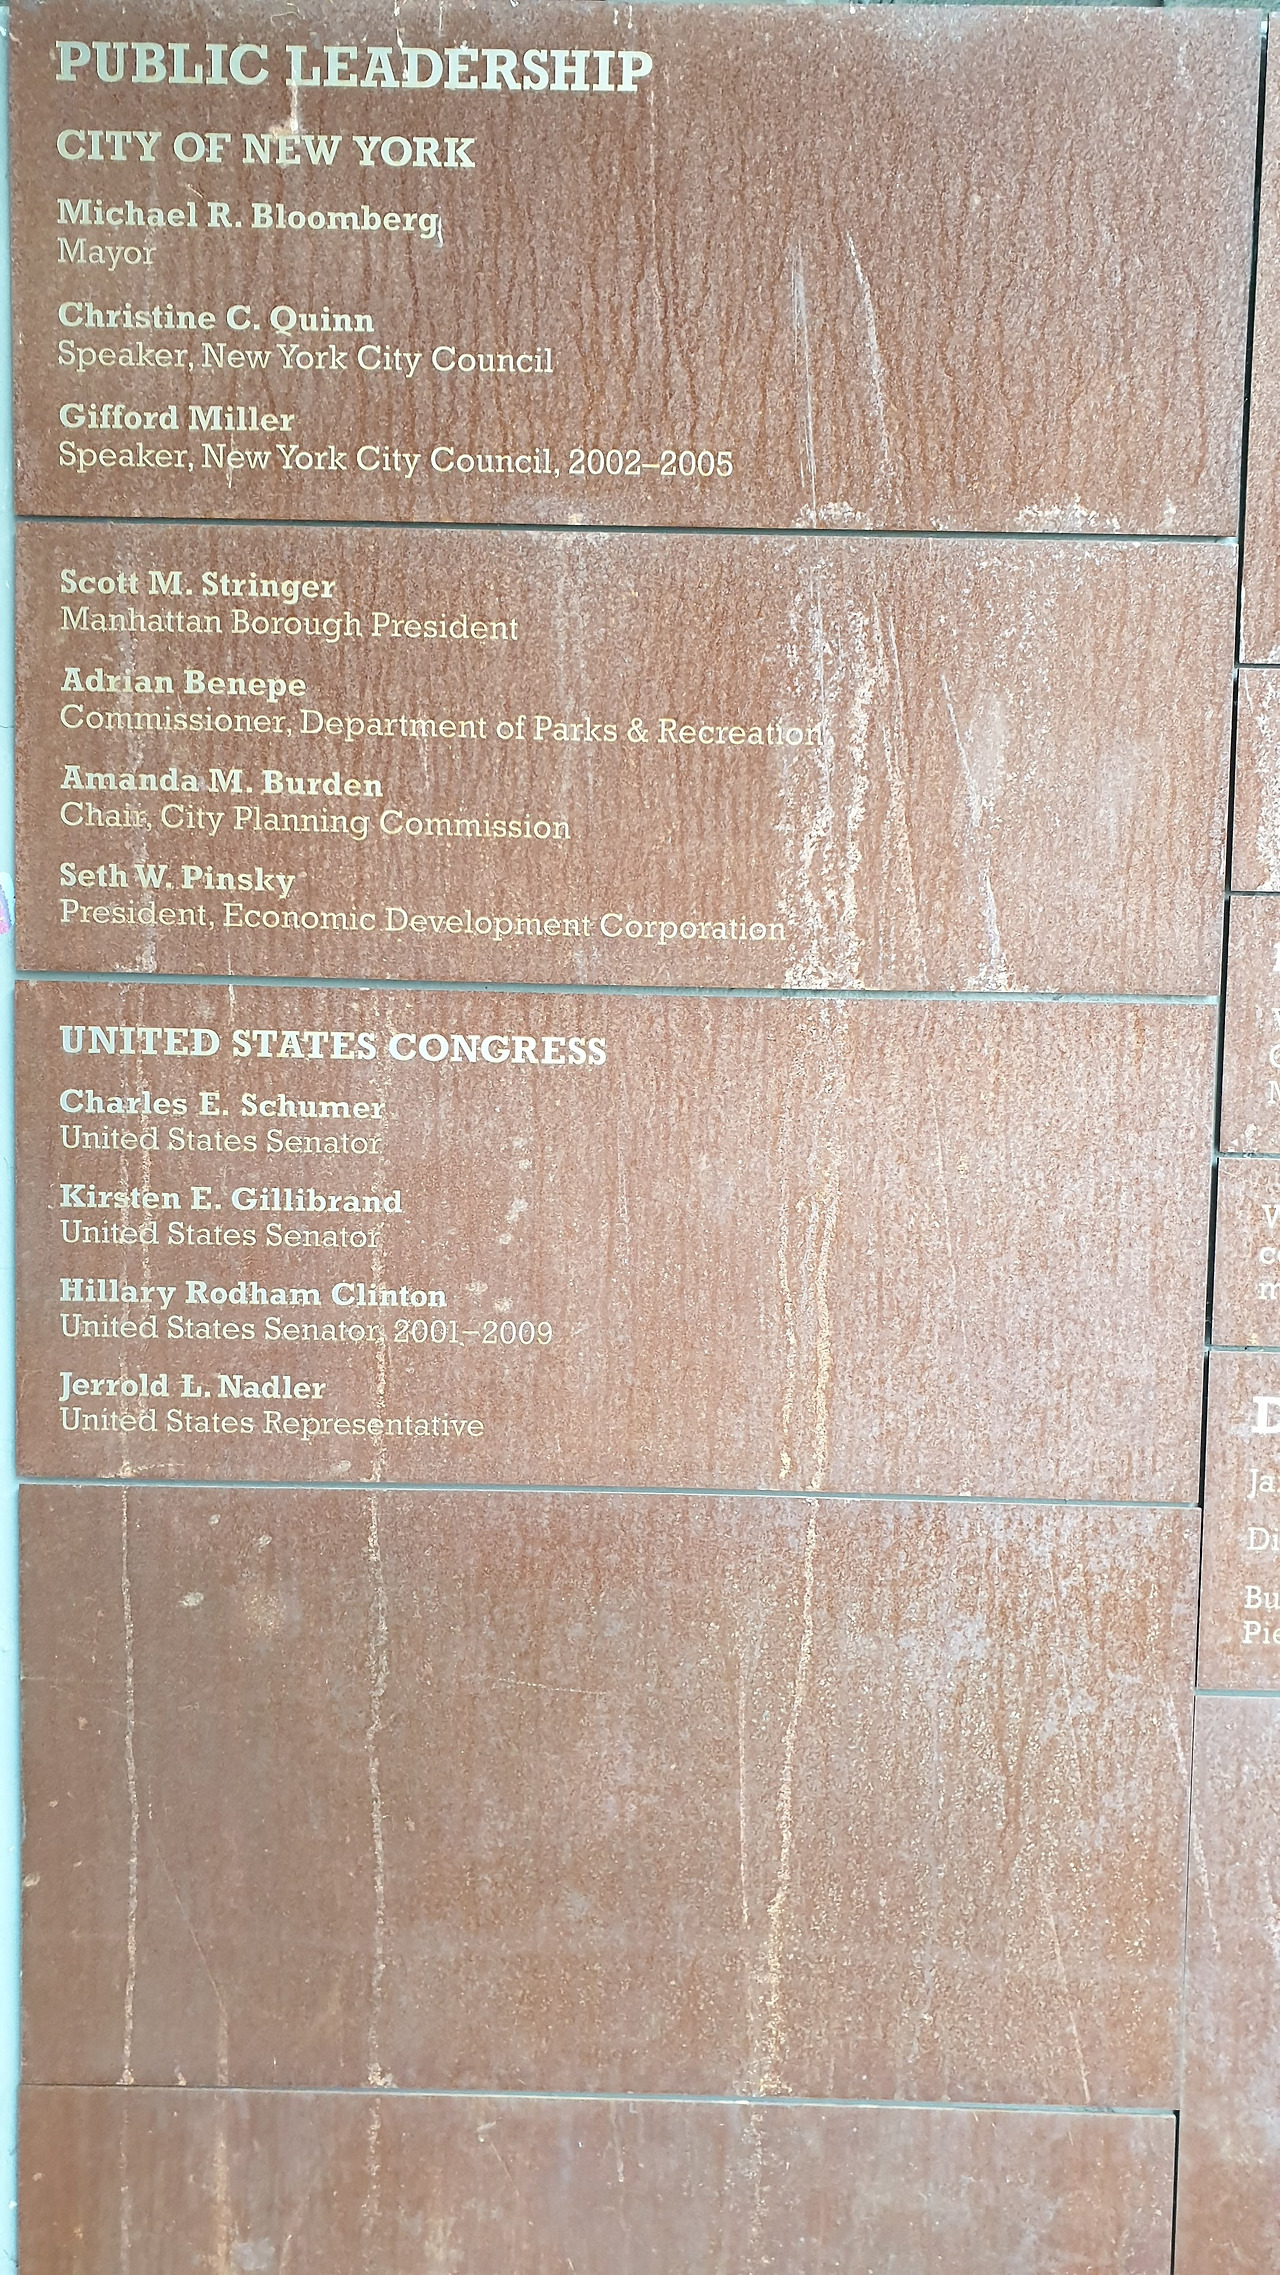 PUBLIC LEADERSHIP
CITY OF NEW YORK
Michael R. Bloomberg
Mayor
Christine C. Quinn
Speaker, New York City Council
Gifford Miller
Speaker, New York City Council, 2002–2005
Scott M. Stringer
Manhattan Borough President
Adrian Benepe
Commissioner, Department of Parks & Recreation
Amanda M. Burden
Chair, City Planning Commission
Seth W. Pinsky
President, Economic Development Corporation
UNITED STATES CONGRESS
Charles E. Schumer
United States Senator
Kirsten E. Gillibrand
United States Senator
Hillary Rodham Clinton
United States Senator, 2001–2009
Jerrold L. Nadler
United States Representative